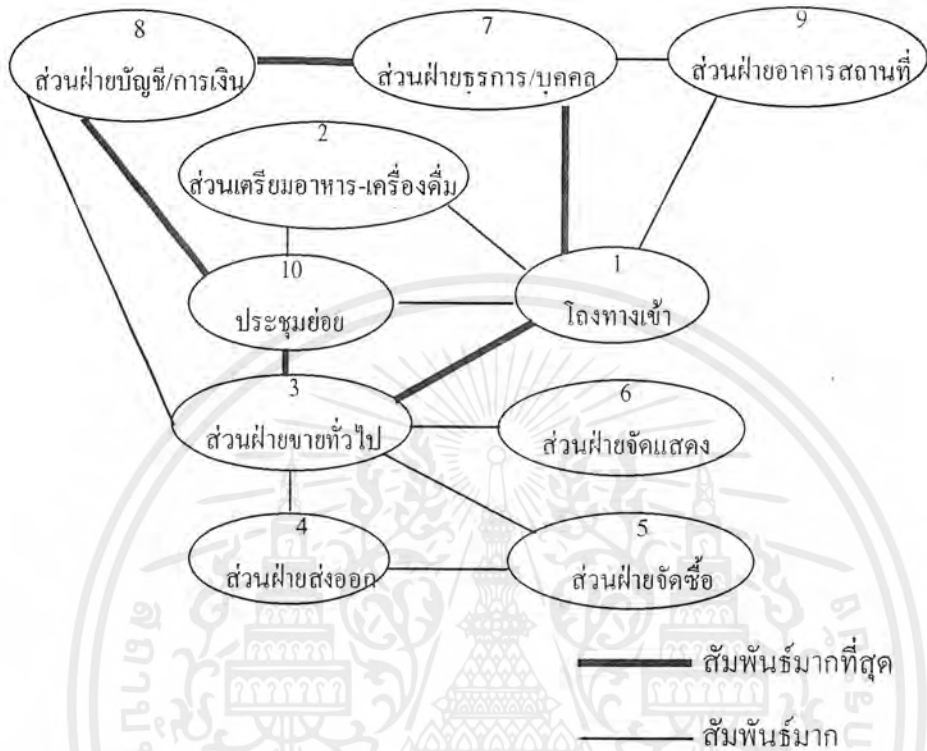 8
ส่วนฝ่ายบัญชี/การเงิน
7
ส่วนฝ่ายธุรการ/บุคคล
9
ส่วนฝ่ายอาคารสถานที่
2
ส่วนเตรียมอาหาร-เครื่องดื่ม
10
ประชุมย่อย
1
โถงทางเข้า
3
ส่วนฝ่ายขายทั่วไป
6
ส่วนฝ่ายจัดแสดง
4
ส่วนฝ่ายส่งออก
5
ส่วนฝ่ายจัดซื้อ
สัมพันธ์มากที่สุด
สัมพันธ์มาก